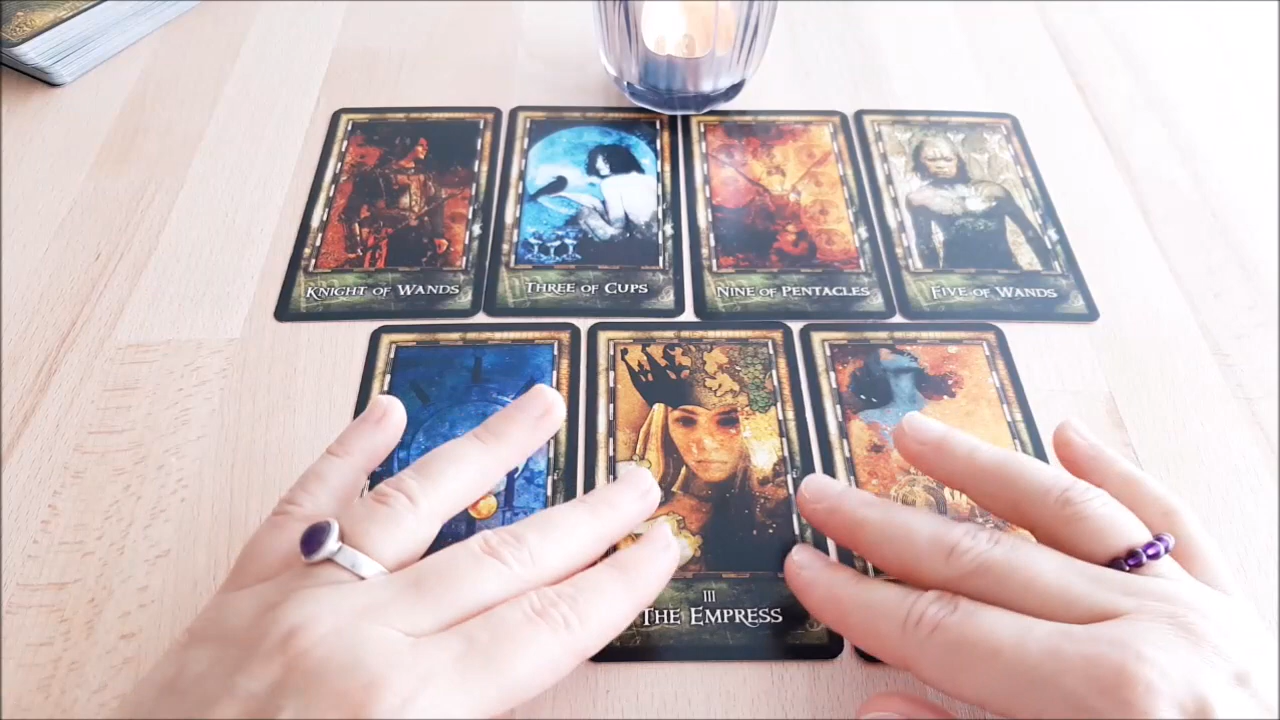 Knight of Wands
Three of Cups
Nine of Pentacles
Five of Wands
III
The Empress